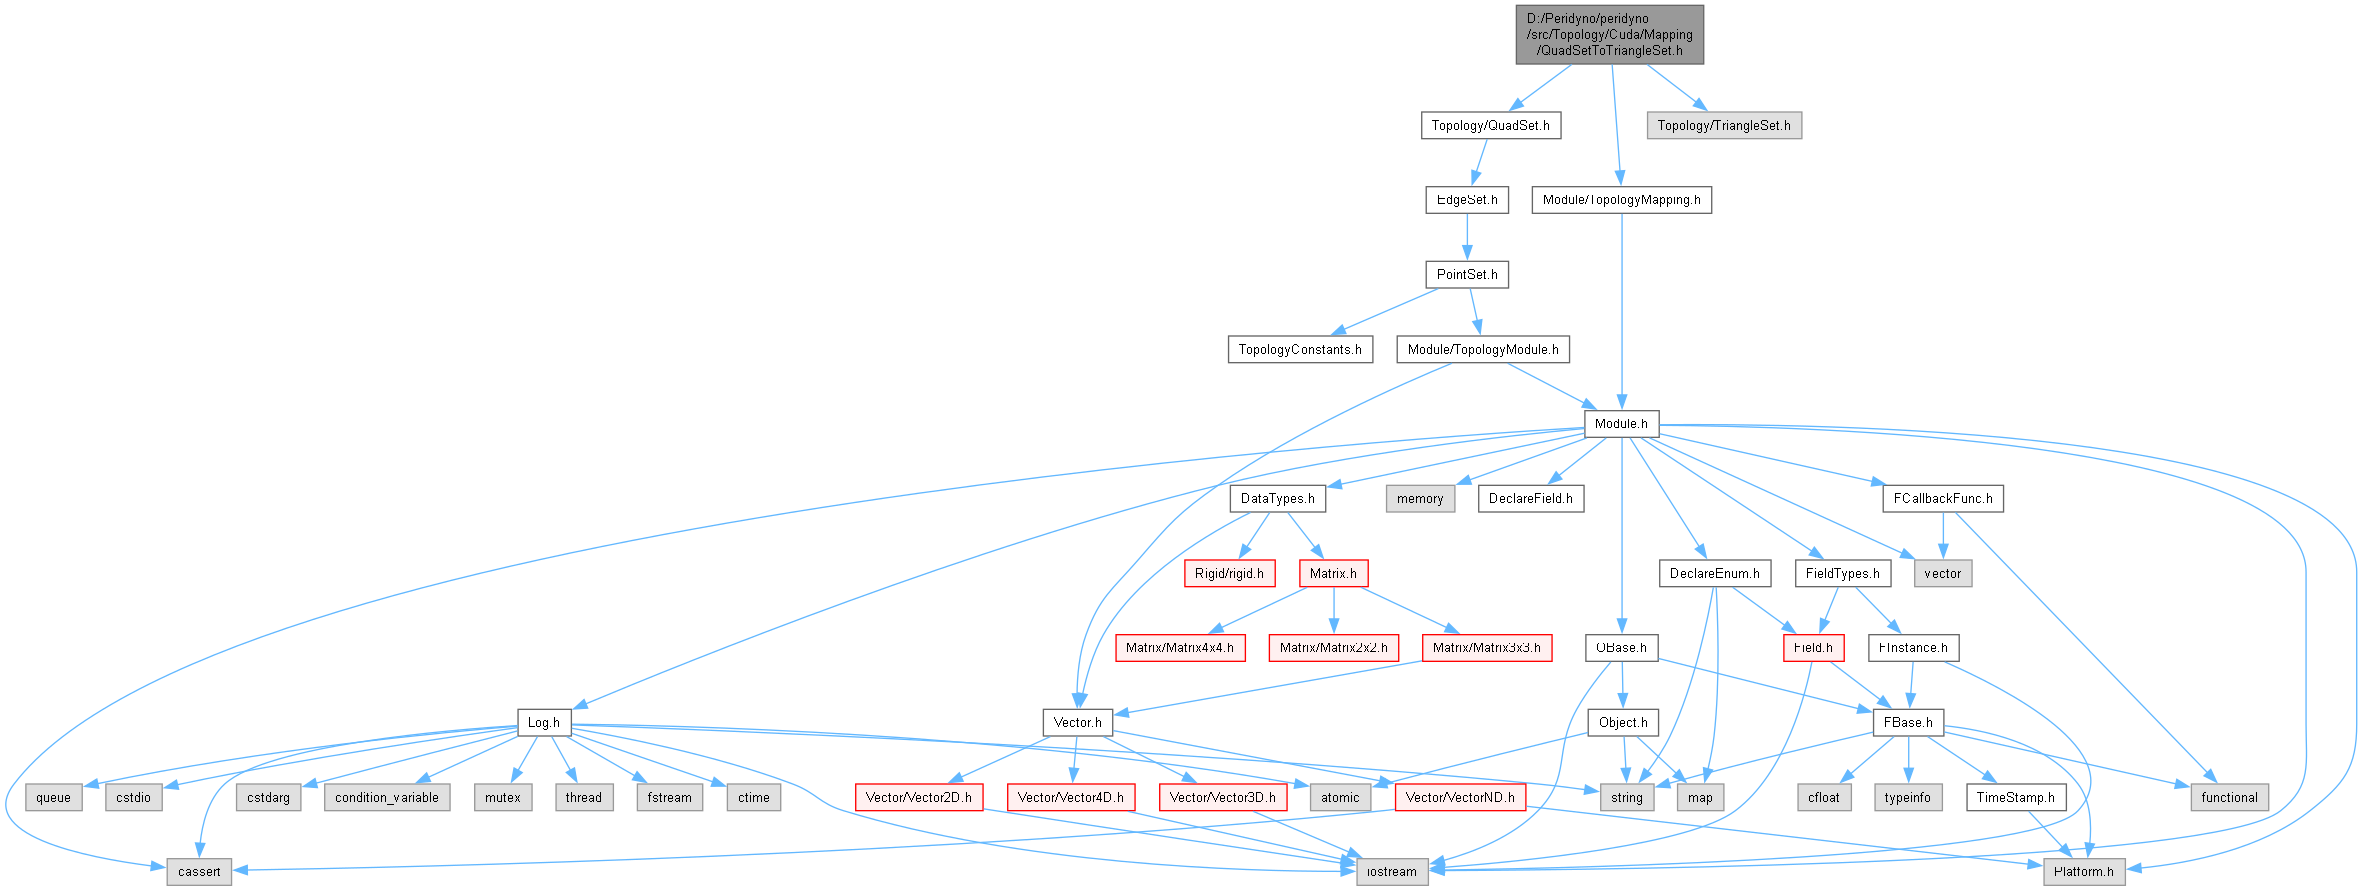 D:/Peridyno/peridyno
/src/Topology/Cuda/Mapping
/QuadSetToTriangleSet.h
Topology/QuadSet.h
Topology/TriangleSet.h
EdgeSet.h
Module/TopologyMapping.h
PointSet.h
TopologyConstants.h
Module/TopologyModule.h
Module.h
DataTypes.h
memory
DeclareField.h
FCallbackFunc.h
Rigid/rigid.h
Matrix.h
DeclareEnum.h
FieldTypes.h
vector
Matrix/Matrix4x4.h
Matrix/Matrix2x2.h
Matrix/Matrix3x3.h
OBase.h
Field.h
FInstance.h
Log.h
Vector.h
Object.h
FBase.h
queue
cstdio
cstdarg
condition_variable
mutex
thread
fstream
ctime
Vector/Vector2D.h
Vector/Vector4D.h
Vector/Vector3D.h
atomic
Vector/VectorND.h
string
map
cfloat
typeinfo
TimeStamp.h
functional
cassert
iostream
Platform.h